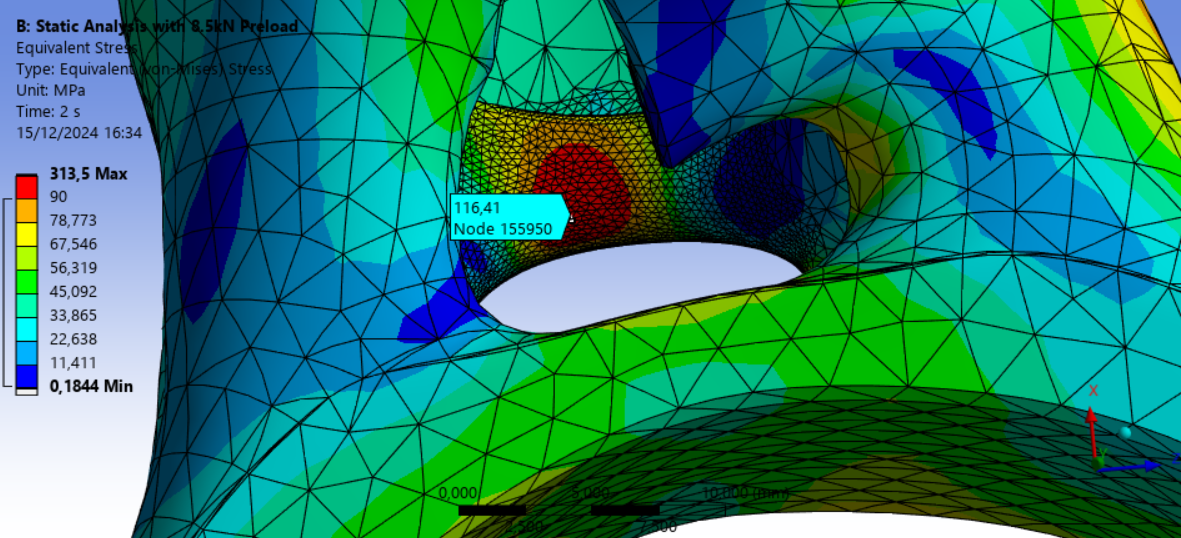 B: Static Analysis with 8.5kN Preload
Equivalent Stress
Type: Equivalent (von-Mises) Stress
Unit: MPa
Time: 2 s
15/12/2024 16:34
313,5 Max
90
78,773
67,546
56,319
45,092
33,865
22,638
11,411
0,1844 Min
116,41
Node 155950
X
Y
0,000
5,000
10,000 (mm)
2,500
7,500